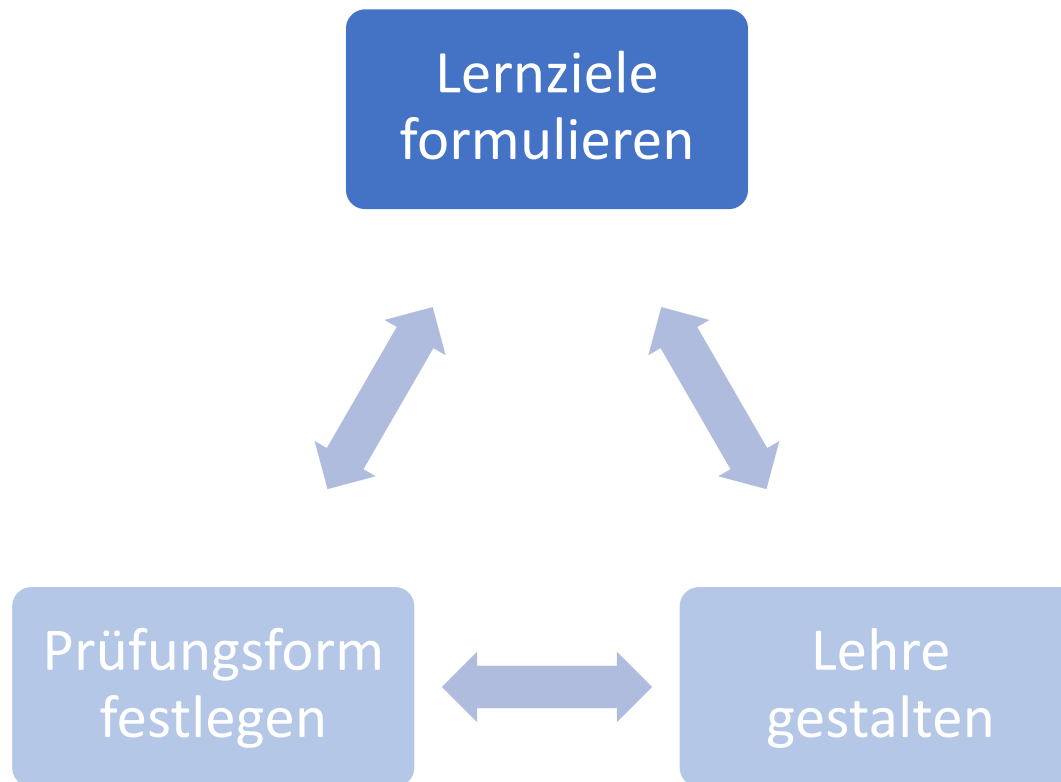 Lernziele
formulieren
Prüfungsform
festlegen
Lehre
gestalten